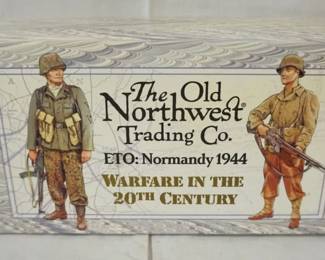 The Old
Northwest®
Trading Co.
ETO: Normandy 1944
WARFARE IN THE
20TH CENTURY